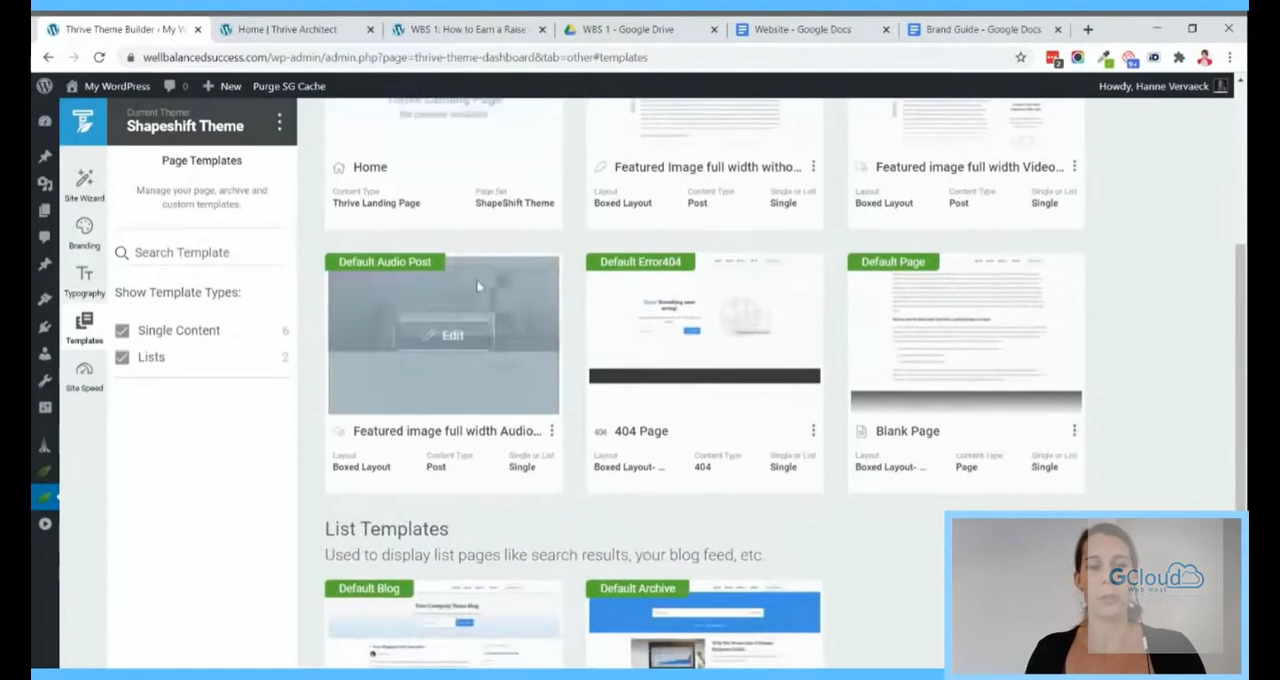 Thrive Theme Builder ‹ My W
Home | Thrive Architect
WBS 1: How to Earn a Raise
WBS 1 - Google Drive
Website - Google Docs
Brand Guide - Google Docs
wellbalancedsuccess.com/wp-admin/admin.php?page=thrive-theme-dashboard&tab=other#templates
My WordPress
0
New
Purge SG Cache
Howdy, Hanne Vervaeck
Current Theme:
Shapeshift Theme
Site Wizard
Branding
Typography
Templates
Site Speed
Page Templates
Manage your page, archive and
custom templates.
Search Template
Show Template Types:
Single Content 6
Lists 2
Thrive Landing Page
Home
Content Type
Thrive Landing Page
Page Set
ShapeShift Theme
Featured Image full width witho...
Layout
Boxed Layout
Content Type
Post
Single or List
Single
Featured image full width Video...
Layout
Boxed Layout
Content Type
Post
Single or List
Single
Default Audio Post
Edit
Featured image full width Audio...
Layout
Boxed Layout
Content Type
Post
Single or List
Single
Default Error404
404 404 Page
Layout
Boxed Layout- ...
Content Type
404
Single or List
Single
Default Page
Blank Page
Layout
Boxed Layout- ...
Content Type
Page
Single or List
Single
List Templates
Used to display list pages like search results, your blog feed, etc.
Default Blog
Default Archive
GCloud
Web Host